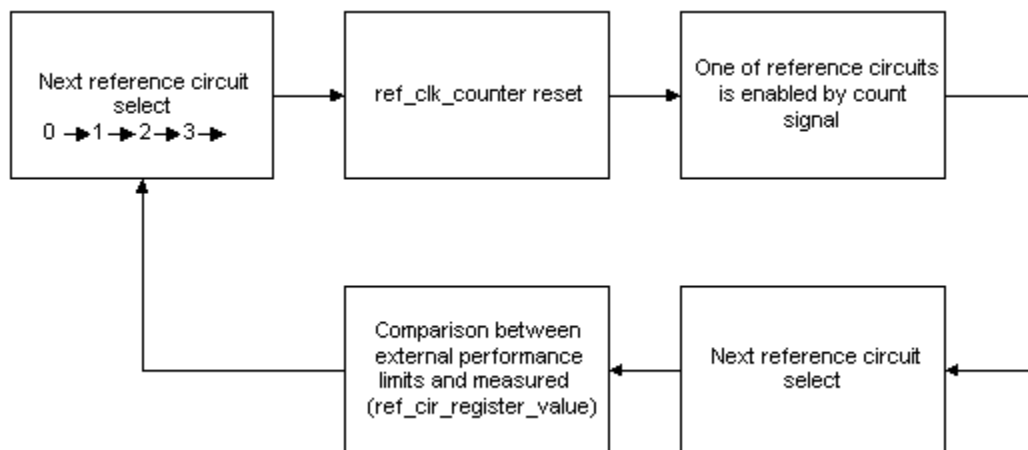 Next reference circuit
select
0 → 1 → 2 → 3 →
ref_clk_counter reset
One of reference circuits
is enabled by count
signal
Comparison between
external performance
limits and measured
(ref_cir_register_value)
Next reference circuit
select